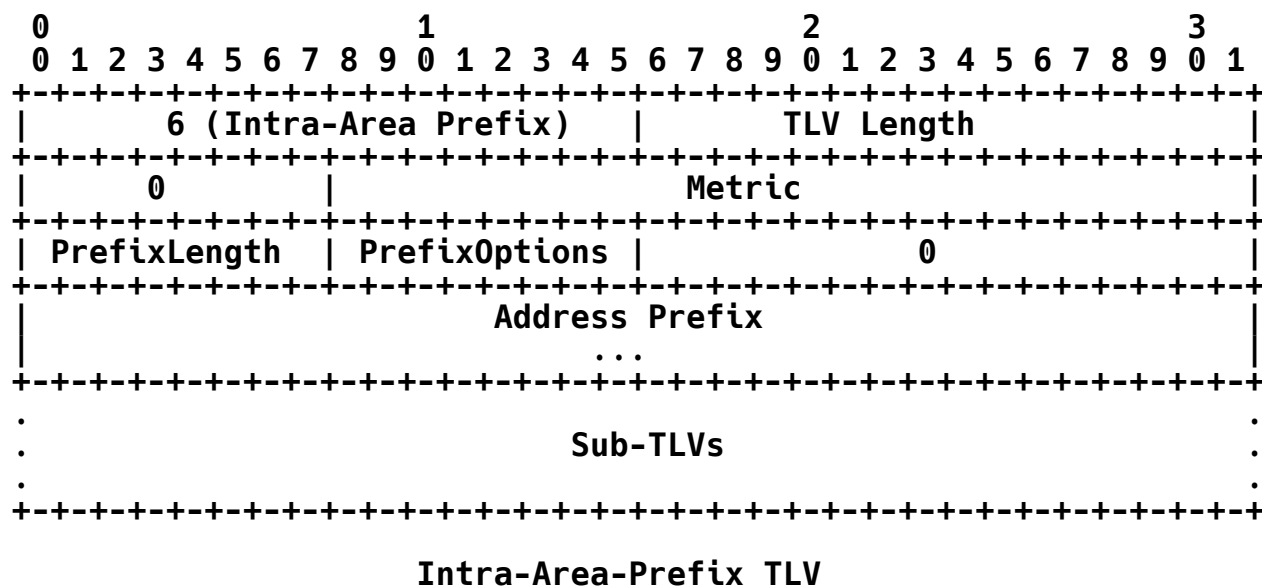 0                   1                   2                   3
 0 1 2 3 4 5 6 7 8 9 0 1 2 3 4 5 6 7 8 9 0 1 2 3 4 5 6 7 8 9 0 1
+-+-+-+-+-+-+-+-+-+-+-+-+-+-+-+-+-+-+-+-+-+-+-+-+-+-+-+-+-+-+-+-+
|       6 (Intra-Area Prefix)   |       TLV Length              |
+-+-+-+-+-+-+-+-+-+-+-+-+-+-+-+-+-+-+-+-+-+-+-+-+-+-+-+-+-+-+-+-+
|      0        |                  Metric                       |
+-+-+-+-+-+-+-+-+-+-+-+-+-+-+-+-+-+-+-+-+-+-+-+-+-+-+-+-+-+-+-+-+
| PrefixLength  | PrefixOptions |              0                |
+-+-+-+-+-+-+-+-+-+-+-+-+-+-+-+-+-+-+-+-+-+-+-+-+-+-+-+-+-+-+-+-+
|                        Address Prefix                         |
|                             ...                               |
+-+-+-+-+-+-+-+-+-+-+-+-+-+-+-+-+-+-+-+-+-+-+-+-+-+-+-+-+-+-+-+-+
.                                                               .
.                            Sub-TLVs                           .
.                                                               .
+-+-+-+-+-+-+-+-+-+-+-+-+-+-+-+-+-+-+-+-+-+-+-+-+-+-+-+-+-+-+-+-+
Intra-Area-Prefix TLV